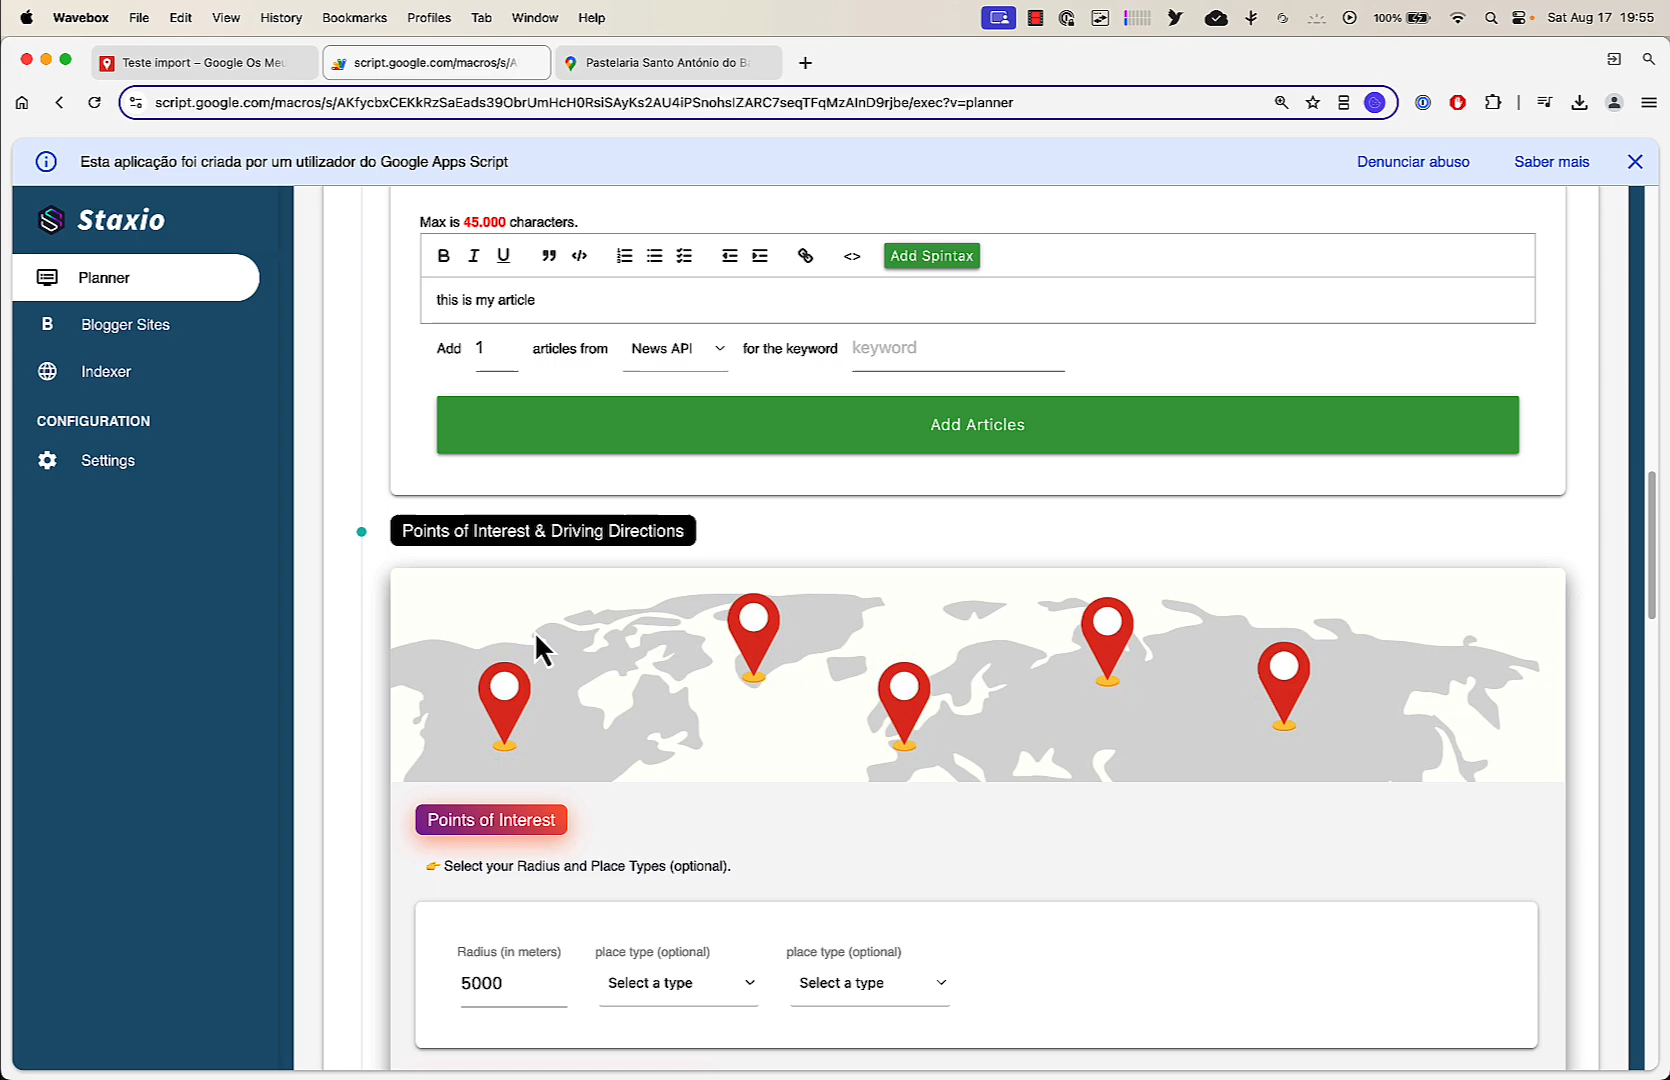 Wavebox File Edit View History Bookmarks Profiles Tab Window Help 100% Sat Aug 17 19:55
Teste import – Google Os Me script.google.com/macros/s/A Pastelaria Santo António do B
script.google.com/macros/s/AKfycbxCEKkRzSaEads39ObrUmHcH0RsiSAyKs2AU4iPSnohsIZARC7seqTFqMzAInD9rjbe/exec?v=planner
Esta aplicação foi criada por um utilizador do Google Apps Script Denunciar abuso Saber mais
Staxio
Planner
B Blogger Sites
Indexer
CONFIGURATION
Settings
Max is 45.000 characters.
B I U Add Spintax
this is my article
Add 1 articles from News API for the keyword keyword
Add Articles
Points of Interest & Driving Directions
Points of Interest
Select your Radius and Place Types (optional).
Radius (in meters) place type (optional) place type (optional)
5000 Select a type Select a type